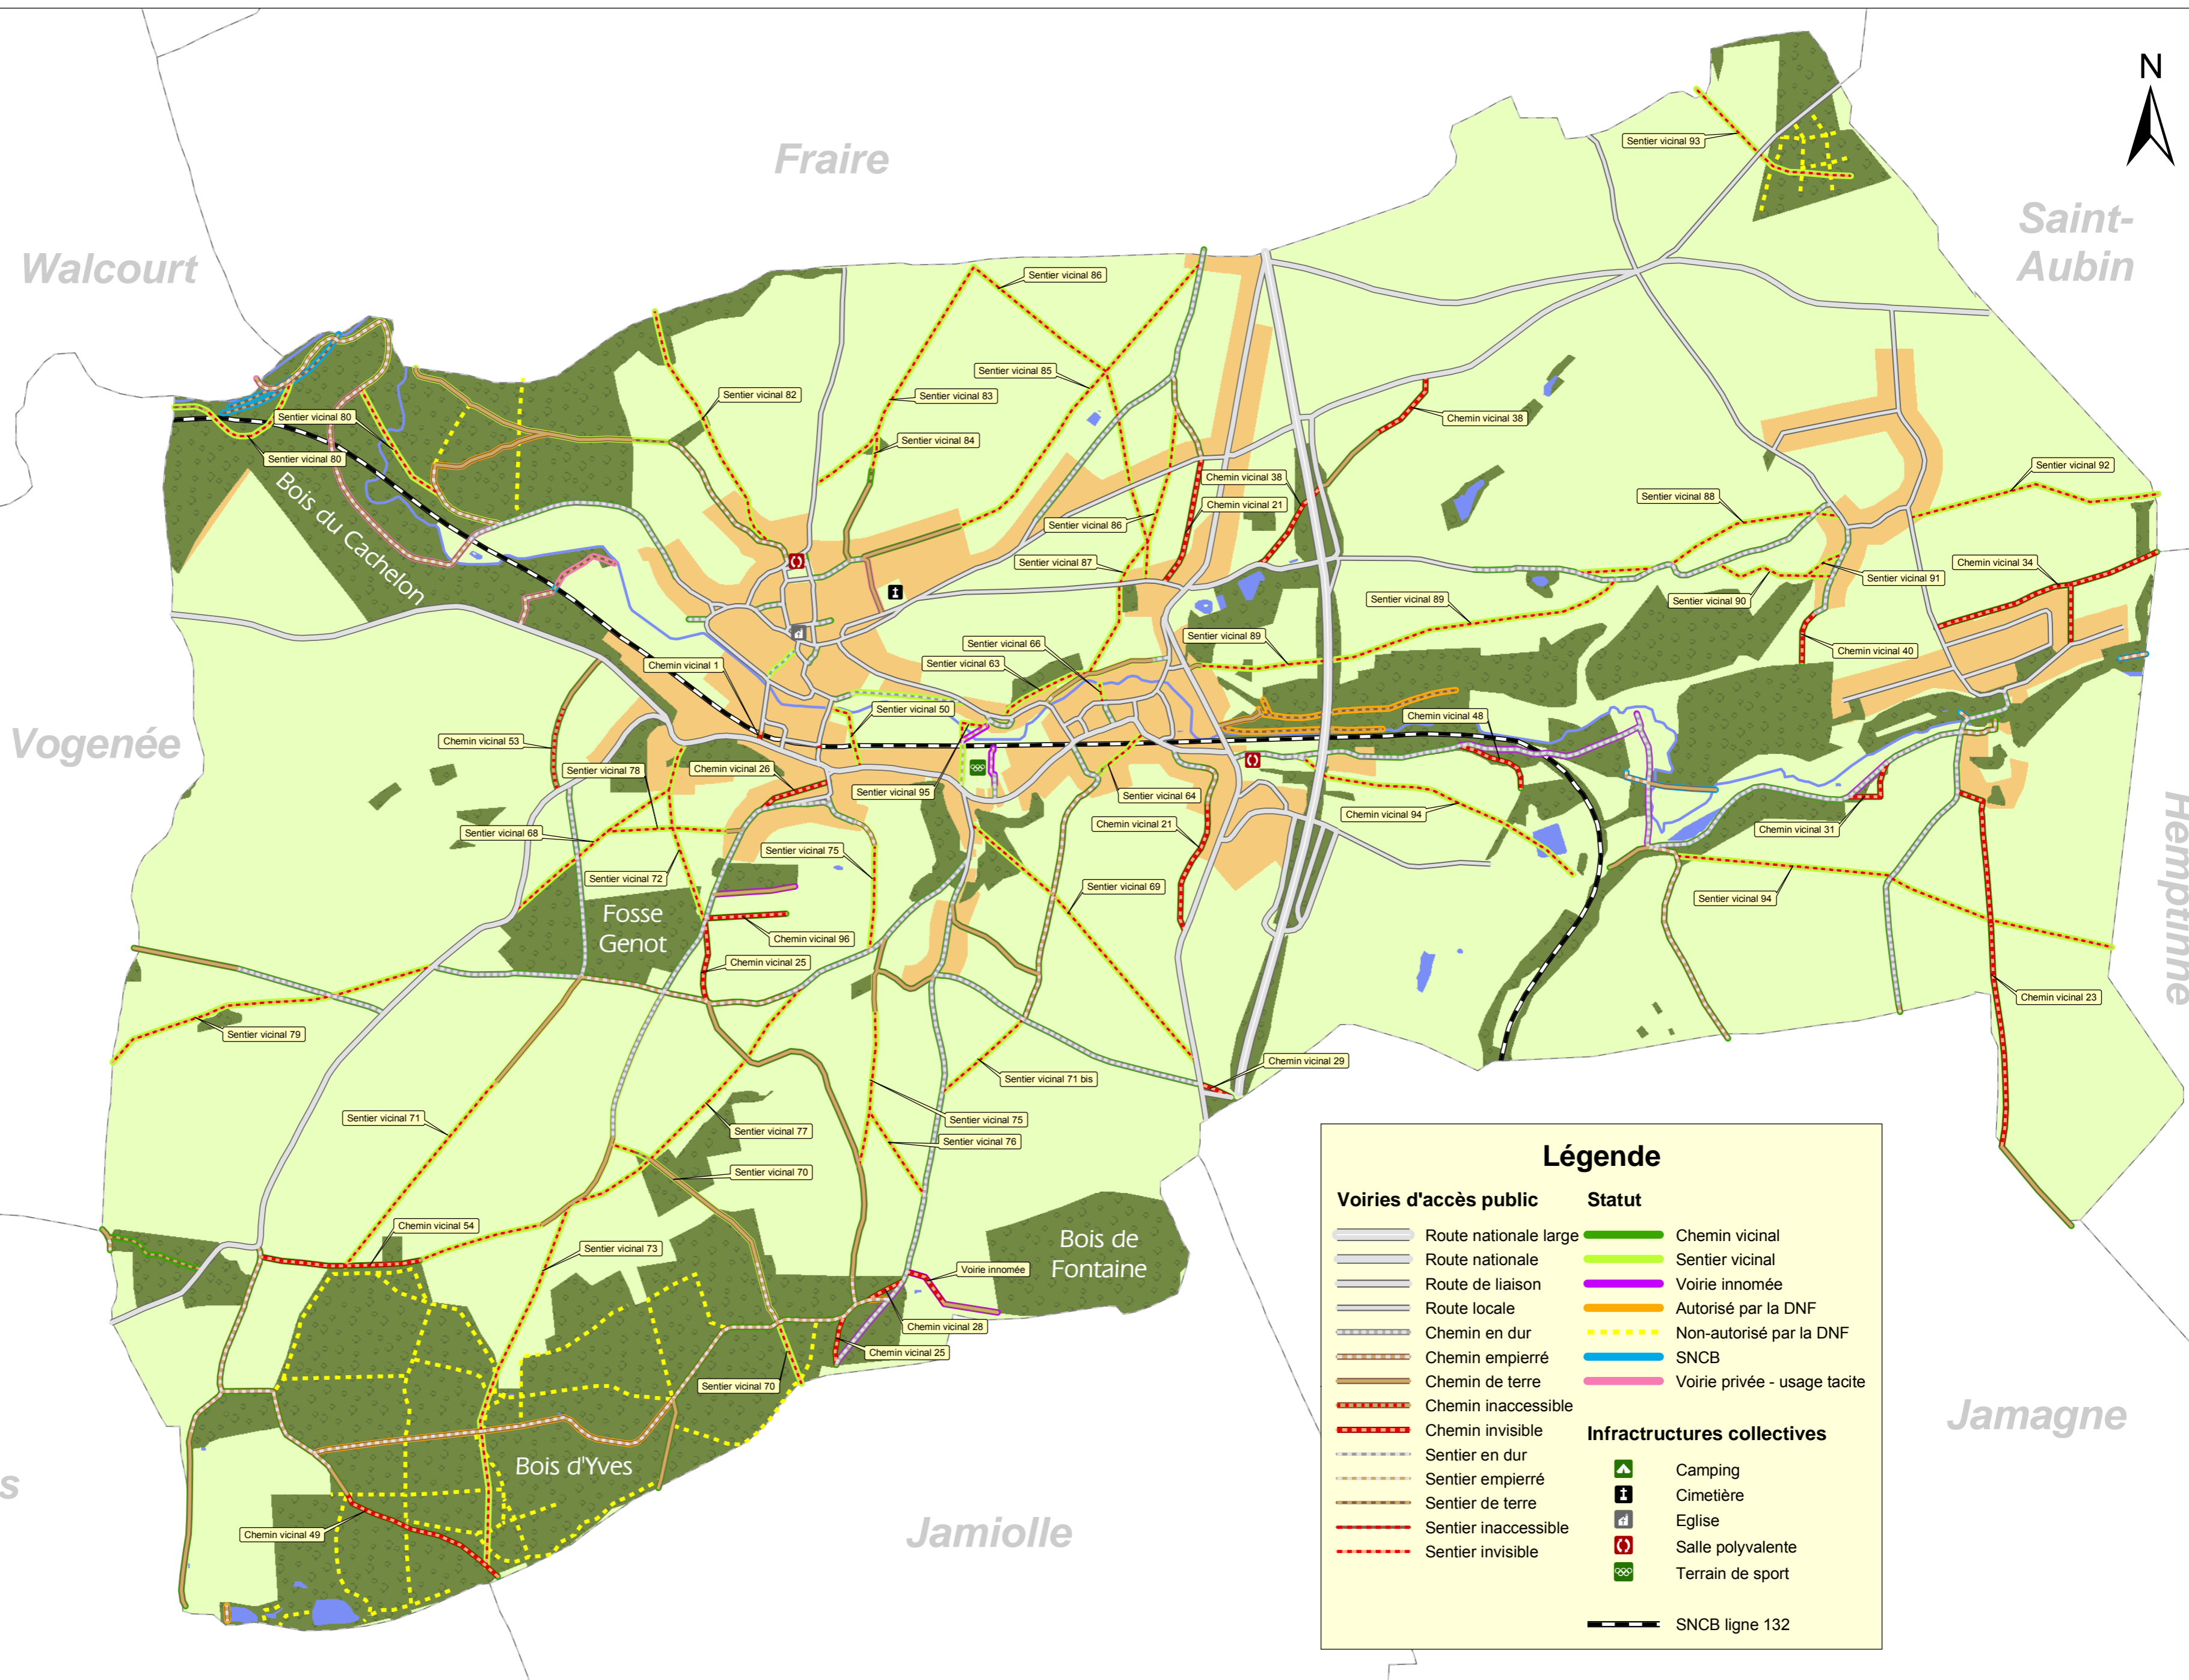 N
Fraire
Walcourt
Saint-
Aubin
Vogenée
Hemptinne
Jamagne
Jamiolle
s
Sentier vicinal 93
Sentier vicinal 86
Sentier vicinal 85
Sentier vicinal 82
Sentier vicinal 83
Sentier vicinal 84
Sentier vicinal 80
Sentier vicinal 80
Bois du Cachelon
Chemin vicinal 38
Chemin vicinal 38
Chemin vicinal 21
Sentier vicinal 86
Sentier vicinal 87
Sentier vicinal 92
Sentier vicinal 88
Chemin vicinal 34
Sentier vicinal 91
Sentier vicinal 90
Sentier vicinal 89
Sentier vicinal 89
Chemin vicinal 40
Sentier vicinal 66
Sentier vicinal 63
Chemin vicinal 1
Sentier vicinal 50
Chemin vicinal 48
Chemin vicinal 53
Sentier vicinal 78
Chemin vicinal 26
Sentier vicinal 95
Sentier vicinal 64
Chemin vicinal 21
Sentier vicinal 94
Chemin vicinal 31
Sentier vicinal 68
Sentier vicinal 75
Sentier vicinal 72
Sentier vicinal 69
Sentier vicinal 94
Fosse
Genot
Chemin vicinal 96
Chemin vicinal 25
Chemin vicinal 23
Sentier vicinal 79
Chemin vicinal 29
Sentier vicinal 71 bis
Sentier vicinal 71
Sentier vicinal 75
Sentier vicinal 77
Sentier vicinal 76
Sentier vicinal 70
Chemin vicinal 54
Sentier vicinal 73
Bois de
Fontaine
Voirie innomée
Chemin vicinal 28
Chemin vicinal 25
Sentier vicinal 70
Bois d'Yves
Chemin vicinal 49
Légende
Voiries d'accès public
Route nationale large
Route nationale
Route de liaison
Route locale
Chemin en dur
Chemin empierré
Chemin de terre
Chemin inaccessible
Chemin invisible
Sentier en dur
Sentier empierré
Sentier de terre
Sentier inaccessible
Sentier invisible
Statut
Chemin vicinal
Sentier vicinal
Voirie innomée
Autorisé par la DNF
Non-autorisé par la DNF
SNCB
Voirie privée - usage tacite
Infractructures collectives
Camping
Cimetière
Eglise
Salle polyvalente
Terrain de sport
SNCB ligne 132